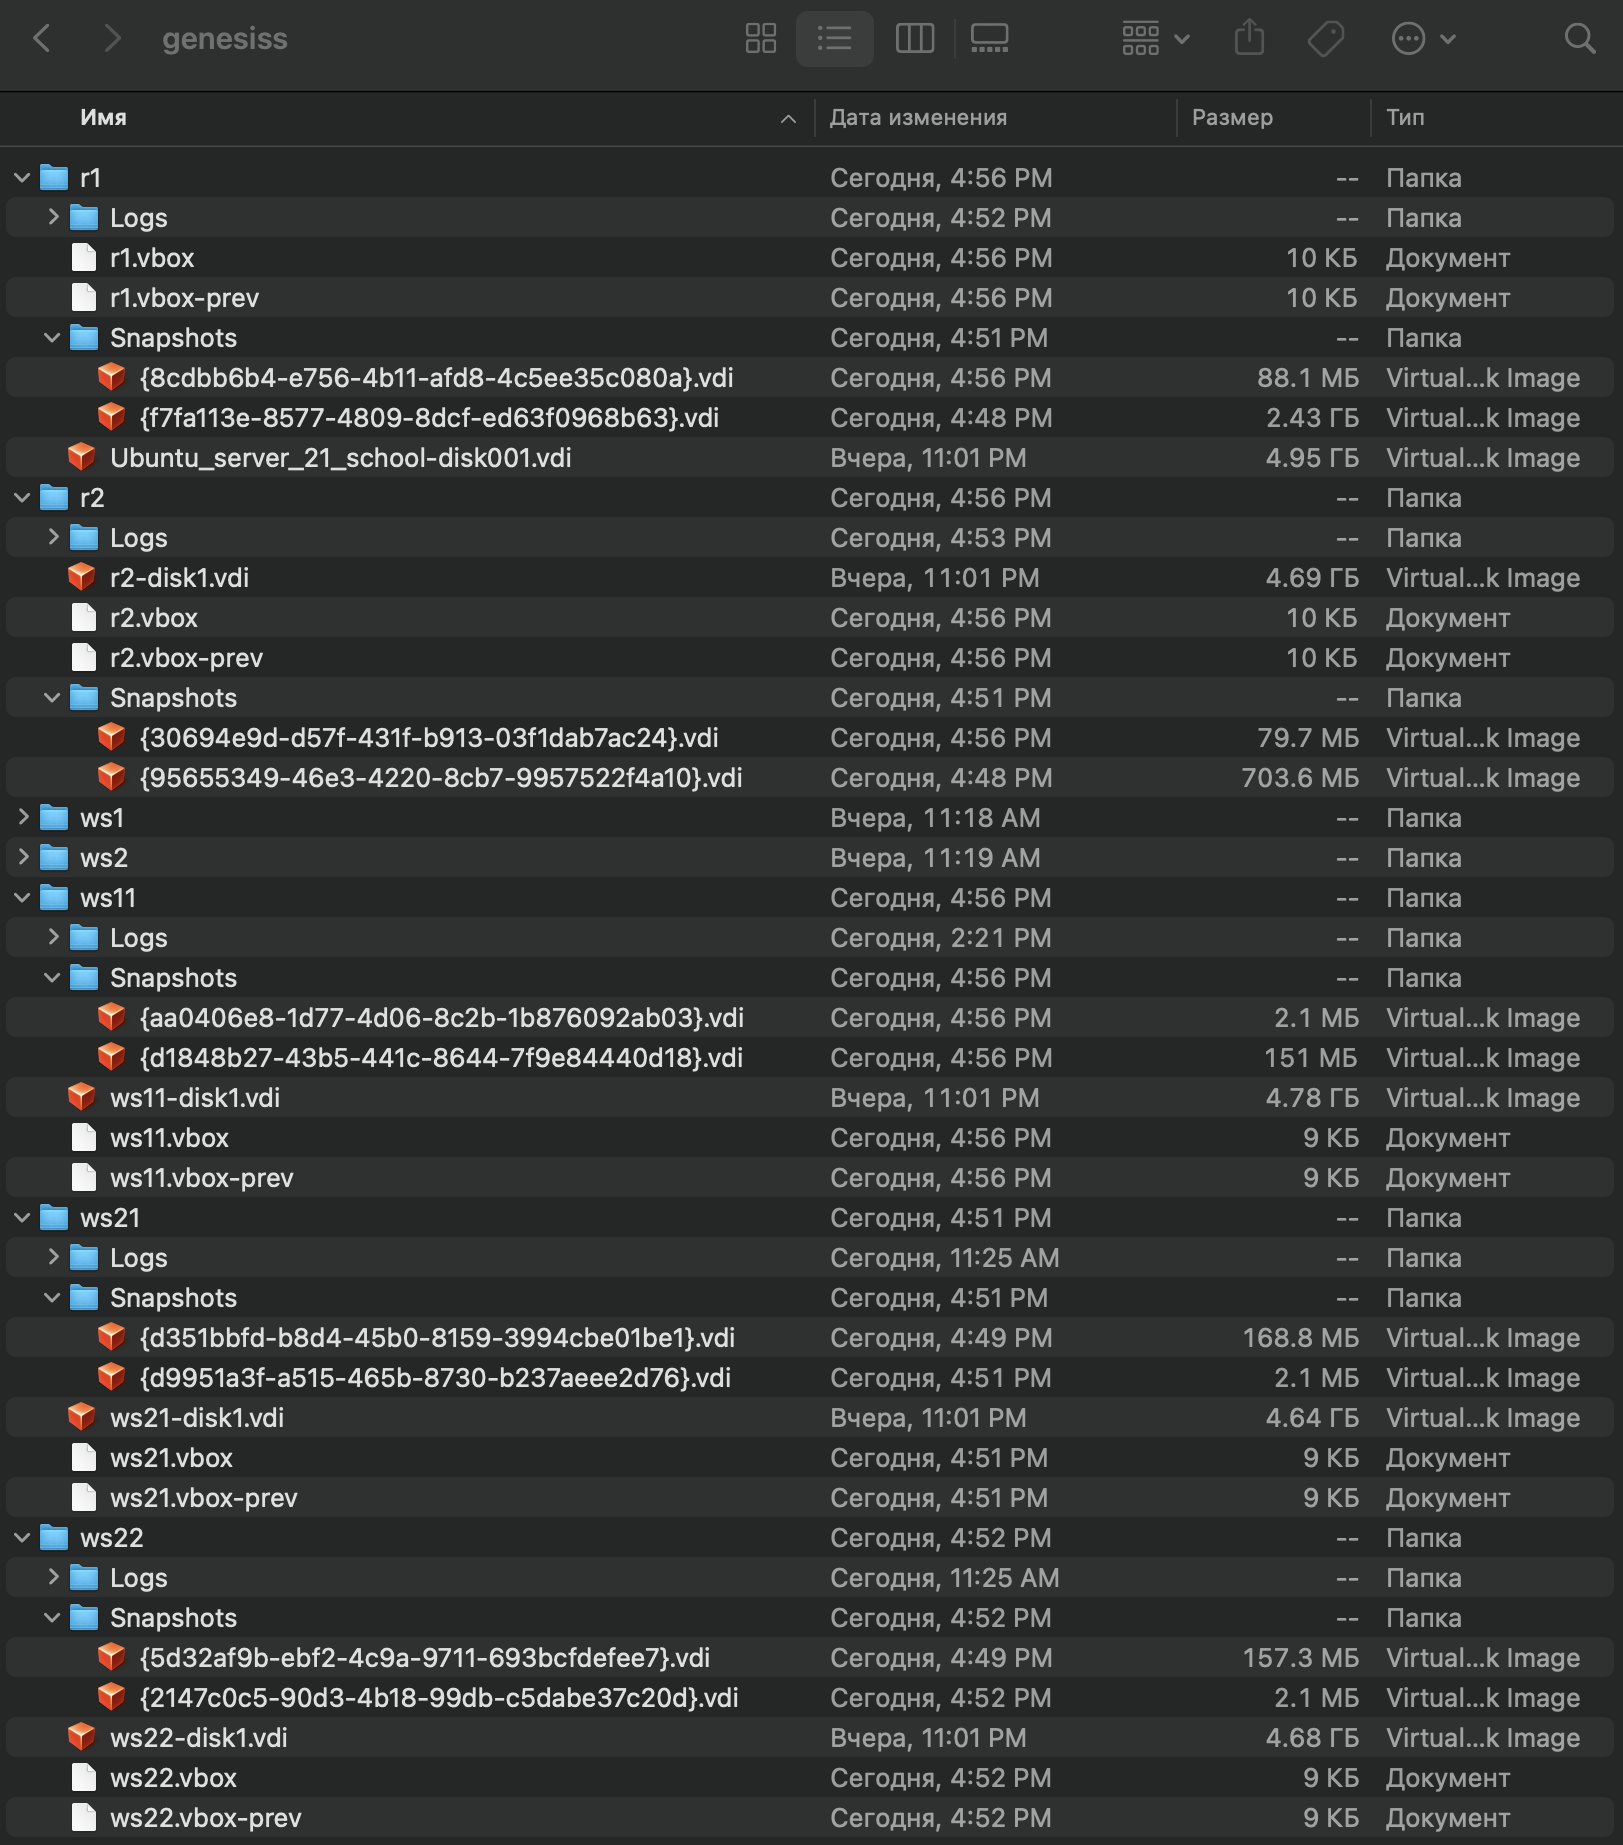 genesiss
Имя Дата изменения Размер Тип
r1 Сегодня, 4:56 PM -- Папка
Logs Сегодня, 4:52 PM -- Папка
r1.vbox Сегодня, 4:56 PM 10 КБ Документ
r1.vbox-prev Сегодня, 4:56 PM 10 КБ Документ
Snapshots Сегодня, 4:51 PM -- Папка
{8cdbb6b4-e756-4b11-afd8-4c5ee35c080a}.vdi Сегодня, 4:56 PM 88.1 МБ Virtual...k Image
{f7fa113e-8577-4809-8dcf-ed63f0968b63}.vdi Сегодня, 4:48 PM 2.43 ГБ Virtual...k Image
Ubuntu_server_21_school-disk001.vdi Вчера, 11:01 PM 4.95 ГБ Virtual...k Image
r2 Сегодня, 4:56 PM -- Папка
Logs Сегодня, 4:53 PM -- Папка
r2-disk1.vdi Вчера, 11:01 PM 4.69 ГБ Virtual...k Image
r2.vbox Сегодня, 4:56 PM 10 КБ Документ
r2.vbox-prev Сегодня, 4:56 PM 10 КБ Документ
Snapshots Сегодня, 4:51 PM -- Папка
{30694e9d-d57f-431f-b913-03f1dab7ac24}.vdi Сегодня, 4:56 PM 79.7 МБ Virtual...k Image
{95655349-46e3-4220-8cb7-9957522f4a10}.vdi Сегодня, 4:48 PM 703.6 МБ Virtual...k Image
ws1 Вчера, 11:18 AM -- Папка
ws2 Вчера, 11:19 AM -- Папка
ws11 Сегодня, 4:56 PM -- Папка
Logs Сегодня, 2:21 PM -- Папка
Snapshots Сегодня, 4:56 PM -- Папка
{aa0406e8-1d77-4d06-8c2b-1b876092ab03}.vdi Сегодня, 4:56 PM 2.1 МБ Virtual...k Image
{d1848b27-43b5-441c-8644-7f9e84440d18}.vdi Сегодня, 4:56 PM 151 МБ Virtual...k Image
ws11-disk1.vdi Вчера, 11:01 PM 4.78 ГБ Virtual...k Image
ws11.vbox Сегодня, 4:56 PM 9 КБ Документ
ws11.vbox-prev Сегодня, 4:56 PM 9 КБ Документ
ws21 Сегодня, 4:51 PM -- Папка
Logs Сегодня, 11:25 AM -- Папка
Snapshots Сегодня, 4:51 PM -- Папка
{d351bbfd-b8d4-45b0-8159-3994cbe01be1}.vdi Сегодня, 4:49 PM 168.8 МБ Virtual...k Image
{d9951a3f-a515-465b-8730-b237aeee2d76}.vdi Сегодня, 4:51 PM 2.1 МБ Virtual...k Image
ws21-disk1.vdi Вчера, 11:01 PM 4.64 ГБ Virtual...k Image
ws21.vbox Сегодня, 4:51 PM 9 КБ Документ
ws21.vbox-prev Сегодня, 4:51 PM 9 КБ Документ
ws22 Сегодня, 4:52 PM -- Папка
Logs Сегодня, 11:25 AM -- Папка
Snapshots Сегодня, 4:52 PM -- Папка
{5d32af9b-ebf2-4c9a-9711-693bcfdefee7}.vdi Сегодня, 4:49 PM 157.3 МБ Virtual...k Image
{2147c0c5-90d3-4b18-99db-c5dabe37c20d}.vdi Сегодня, 4:52 PM 2.1 МБ Virtual...k Image
ws22-disk1.vdi Вчера, 11:01 PM 4.68 ГБ Virtual...k Image
ws22.vbox Сегодня, 4:52 PM 9 КБ Документ
ws22.vbox-prev Сегодня, 4:52 PM 9 КБ Документ